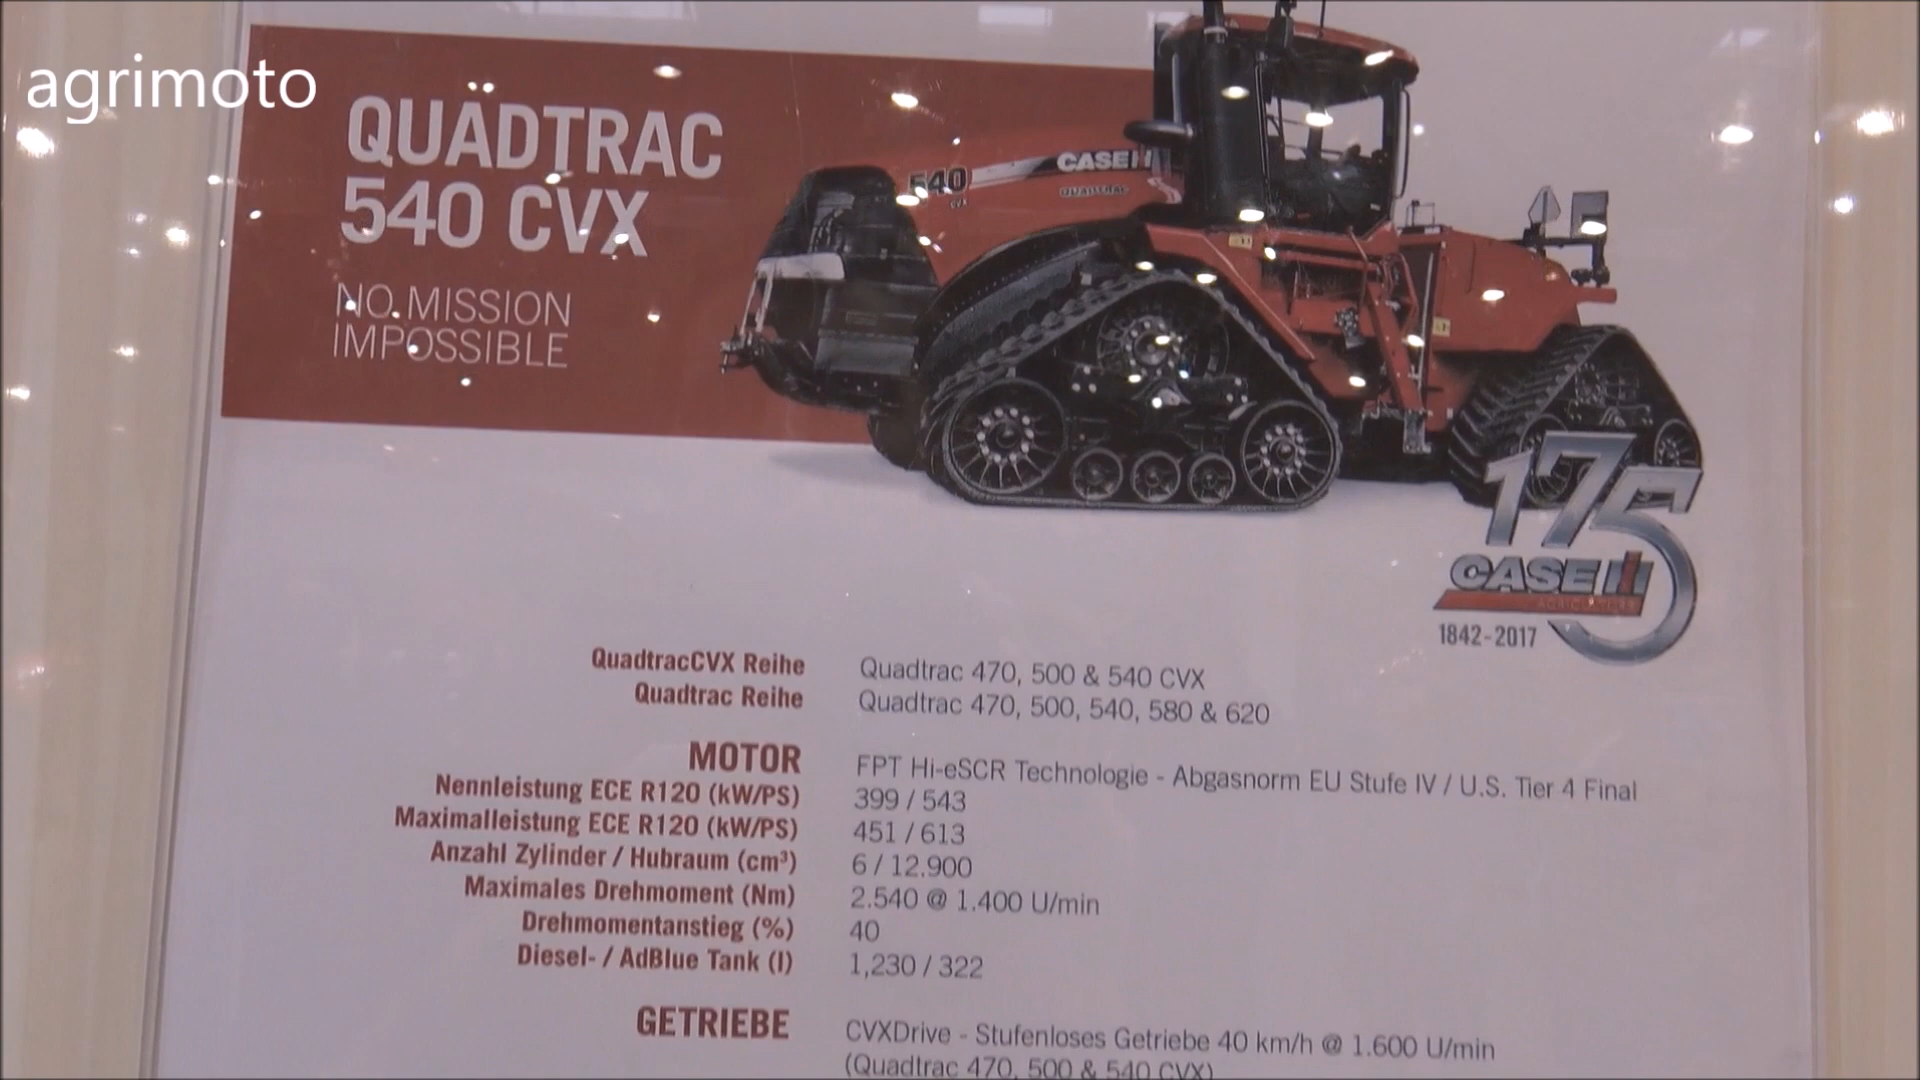 agrimoto
QUADTRAC
540 CVX
NO MISSION
IMPOSSIBLE
540
CVX
CASE IH
QUADTRAC
175
CASE IH
AGRICULTURE
1842-2017
QuadtracCVX Reihe Quadtrac 470, 500 & 540 CVX
Quadtrac Reihe Quadtrac 470, 500, 540, 580 & 620
MOTOR FPT Hi-eSCR Technologie - Abgasnorm EU Stufe IV / U.S. Tier 4 Final
Nennleistung ECE R120 (kW/PS) 399 / 543
Maximalleistung ECE R120 (kW/PS) 451 / 613
Anzahl Zylinder / Hubraum (cm³) 6 / 12.900
Maximales Drehmoment (Nm) 2.540 @ 1.400 U/min
Drehmomentanstieg (%) 40
Diesel- / AdBlue Tank (l) 1,230 / 322
GETRIEBE CVXDrive - Stufenloses Getriebe 40 km/h @ 1.600 U/min
(Quadtrac 470, 500 & 540 CVX)